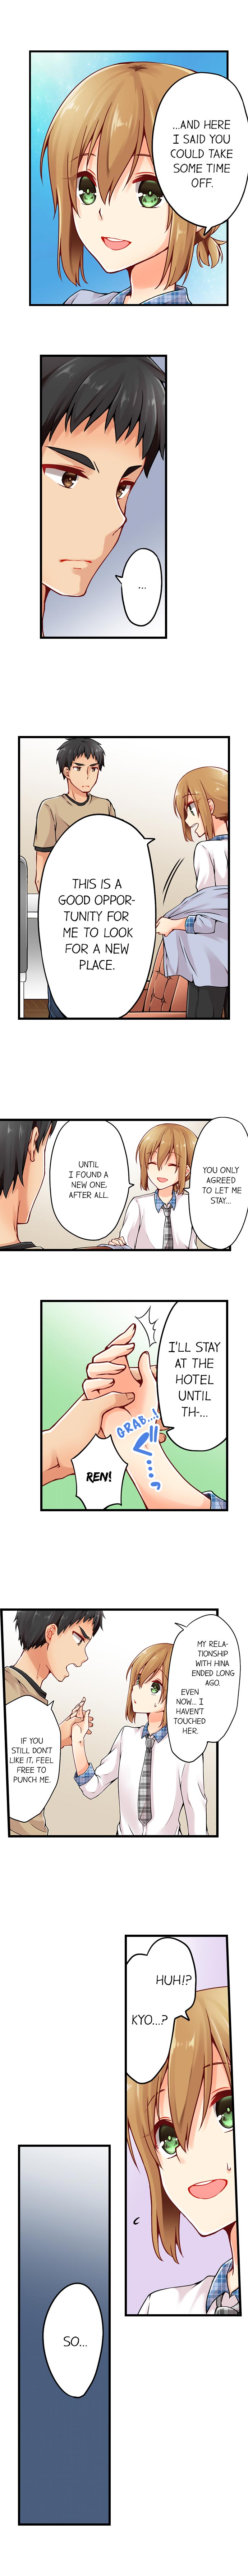 ...AND HERE
I SAID YOU
COULD TAKE
SOME TIME
OFF.
...
THIS IS A
GOOD OPPOR-
TUNITY FOR
ME TO LOOK
FOR A NEW
PLACE.
YOU ONLY
AGREED
TO LET ME
STAY...
UNTIL
I FOUND A
NEW ONE,
AFTER ALL.
I'LL STAY
AT THE
HOTEL
UNTIL
TH-...
GRAB...!
REN!
MY RELA-
TIONSHIP
WITH HINA
ENDED LONG
AGO.
EVEN
NOW... I
HAVEN'T
TOUCHED
HER.
IF YOU
STILL DON'T
LIKE IT, FEEL
FREE TO
PUNCH ME.
HUH!?
KYO...?
SO...